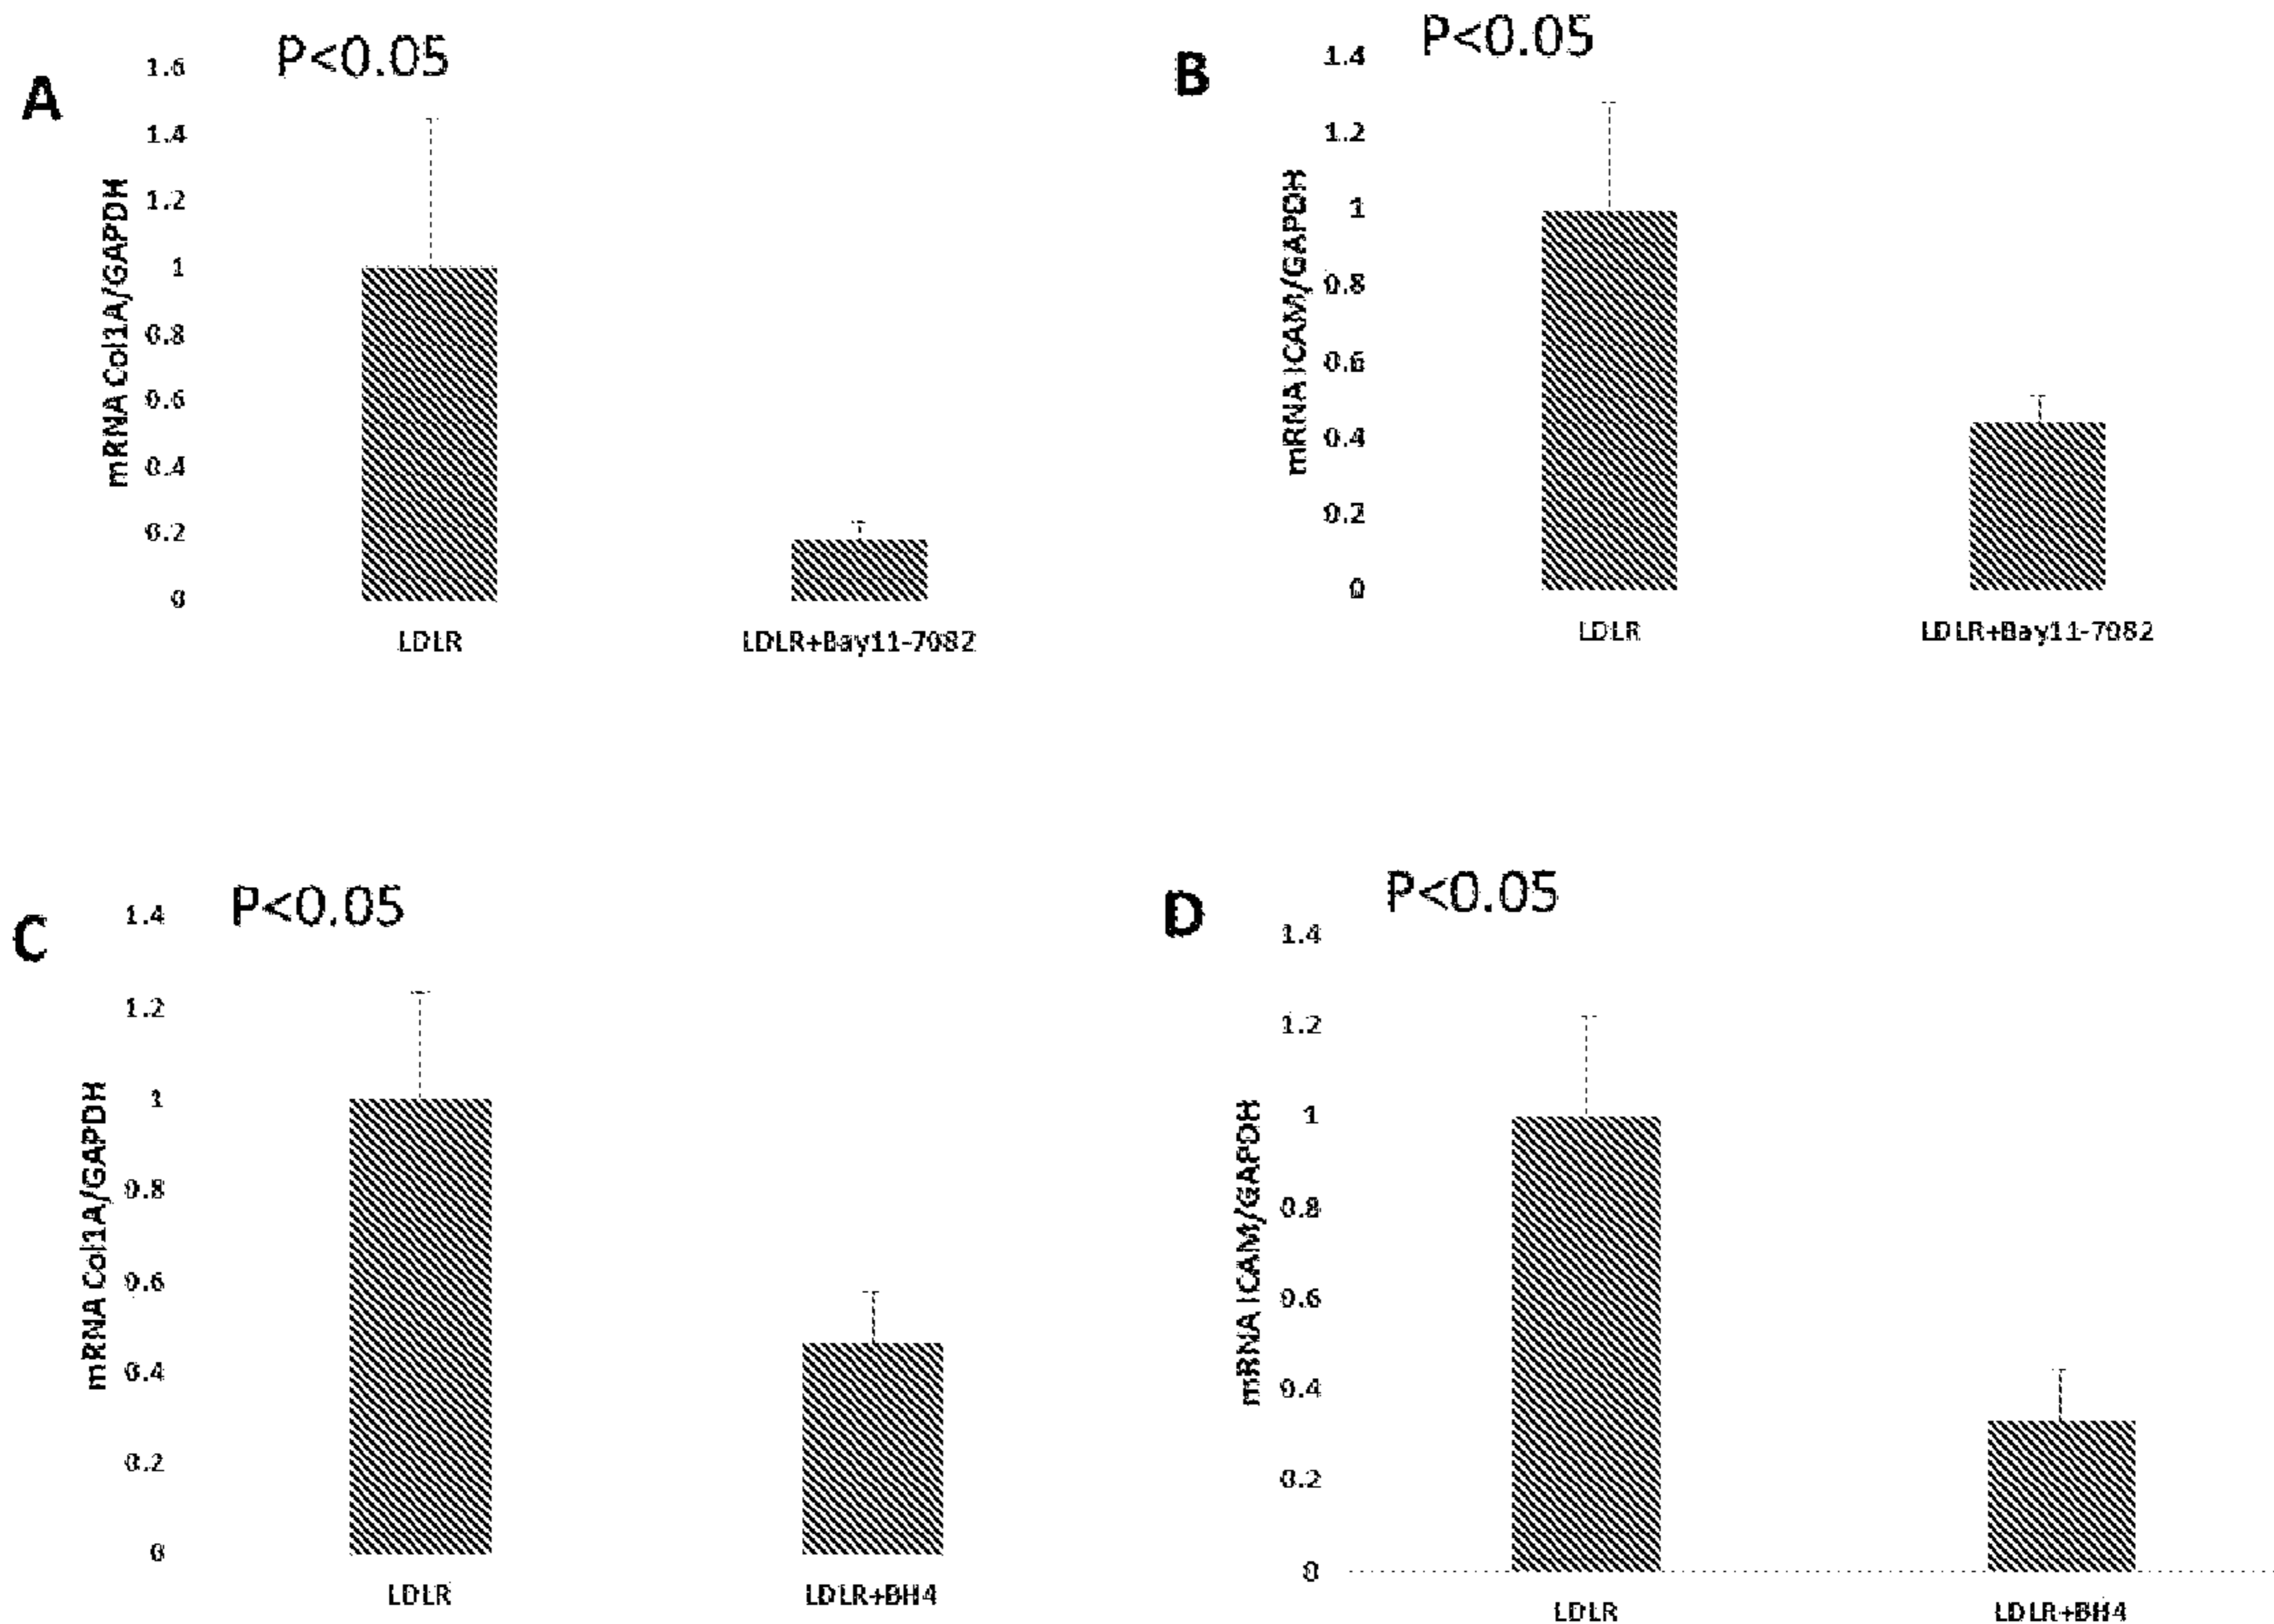 A
P<0.05
mRNA Col1A/GAPDH
1.6
1.4
1.2
1
0.8
0.6
0.4
0.2
0
LDLR
LDLR+Bay11-7082
B
P<0.05
mRNA ICAM/GAPDH
1.4
1.2
1
0.8
0.6
0.4
0.2
0
LDLR
LDLR+Bay11-7082
C
P<0.05
mRNA Col1A/GAPDH
1.4
1.2
1
0.8
0.6
0.4
0.2
0
LDLR
LDLR+BH4
D
P<0.05
mRNA ICAM/GAPDH
1.4
1.2
1
0.8
0.6
0.4
0.2
0
LDLR
LDLR+BH4